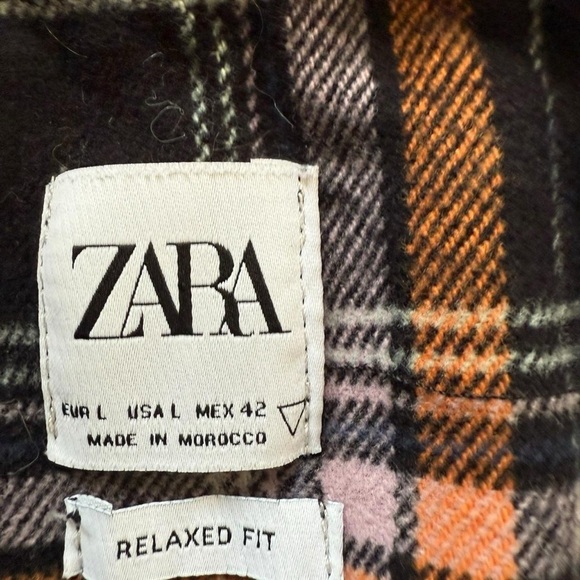 ZARA
EUR L USA L MEX 42
MADE IN MOROCCO
RELAXED FIT